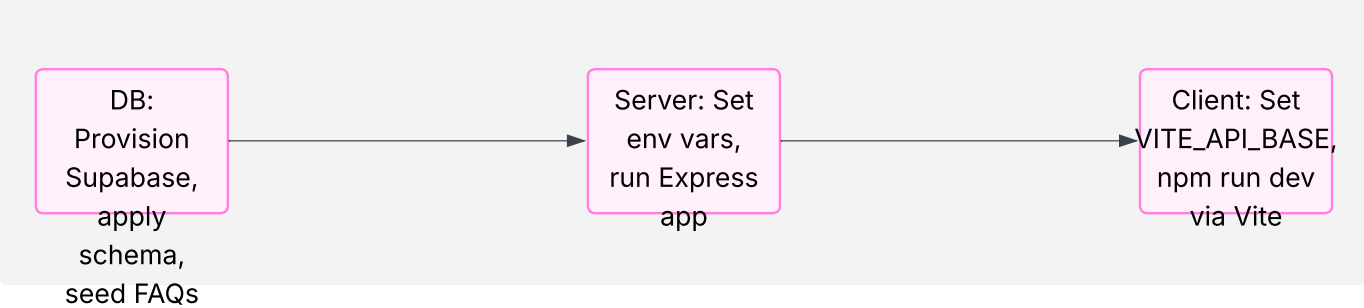 DB:
Provision
Supabase,
apply
schema,
seed FAQs
Server: Set
env vars,
run Express
app
Client: Set
VITE_API_BASE,
npm run dev
via Vite